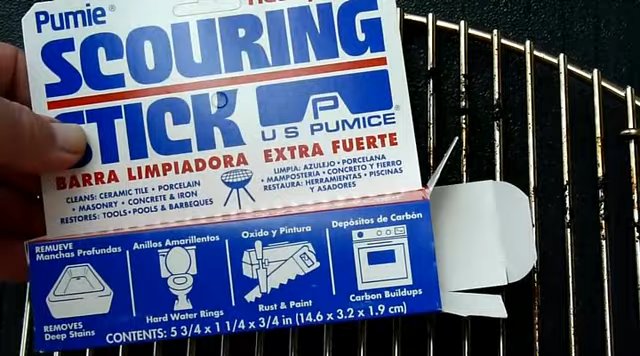 Pumie®
SCOURING
STICK
P
U S PUMICE®
BARRA LIMPIADORA EXTRA FUERTE
CLEANS: CERAMIC TILE • PORCELAIN
• MASONRY • CONCRETE & IRON
RESTORES: TOOLS • POOLS & BARBEQUES
LIMPIA: AZULEJO • PORCELANA
• MAMPOSTERIA • CONCRETO Y FIERRO
RESTAURA: HERRAMIENTAS • PISCINAS
Y ASADORES
REMUEVE
Manchas Profundas
REMOVES
Deep Stains
Anillos Amarillentos
Hard Water Rings
Oxido y Pintura
Rust & Paint
Depósitos de Carbón
Carbon Buildups
CONTENTS: 5 3/4 x 1 1/4 x 3/4 in (14.6 x 3.2 x 1.9 cm)